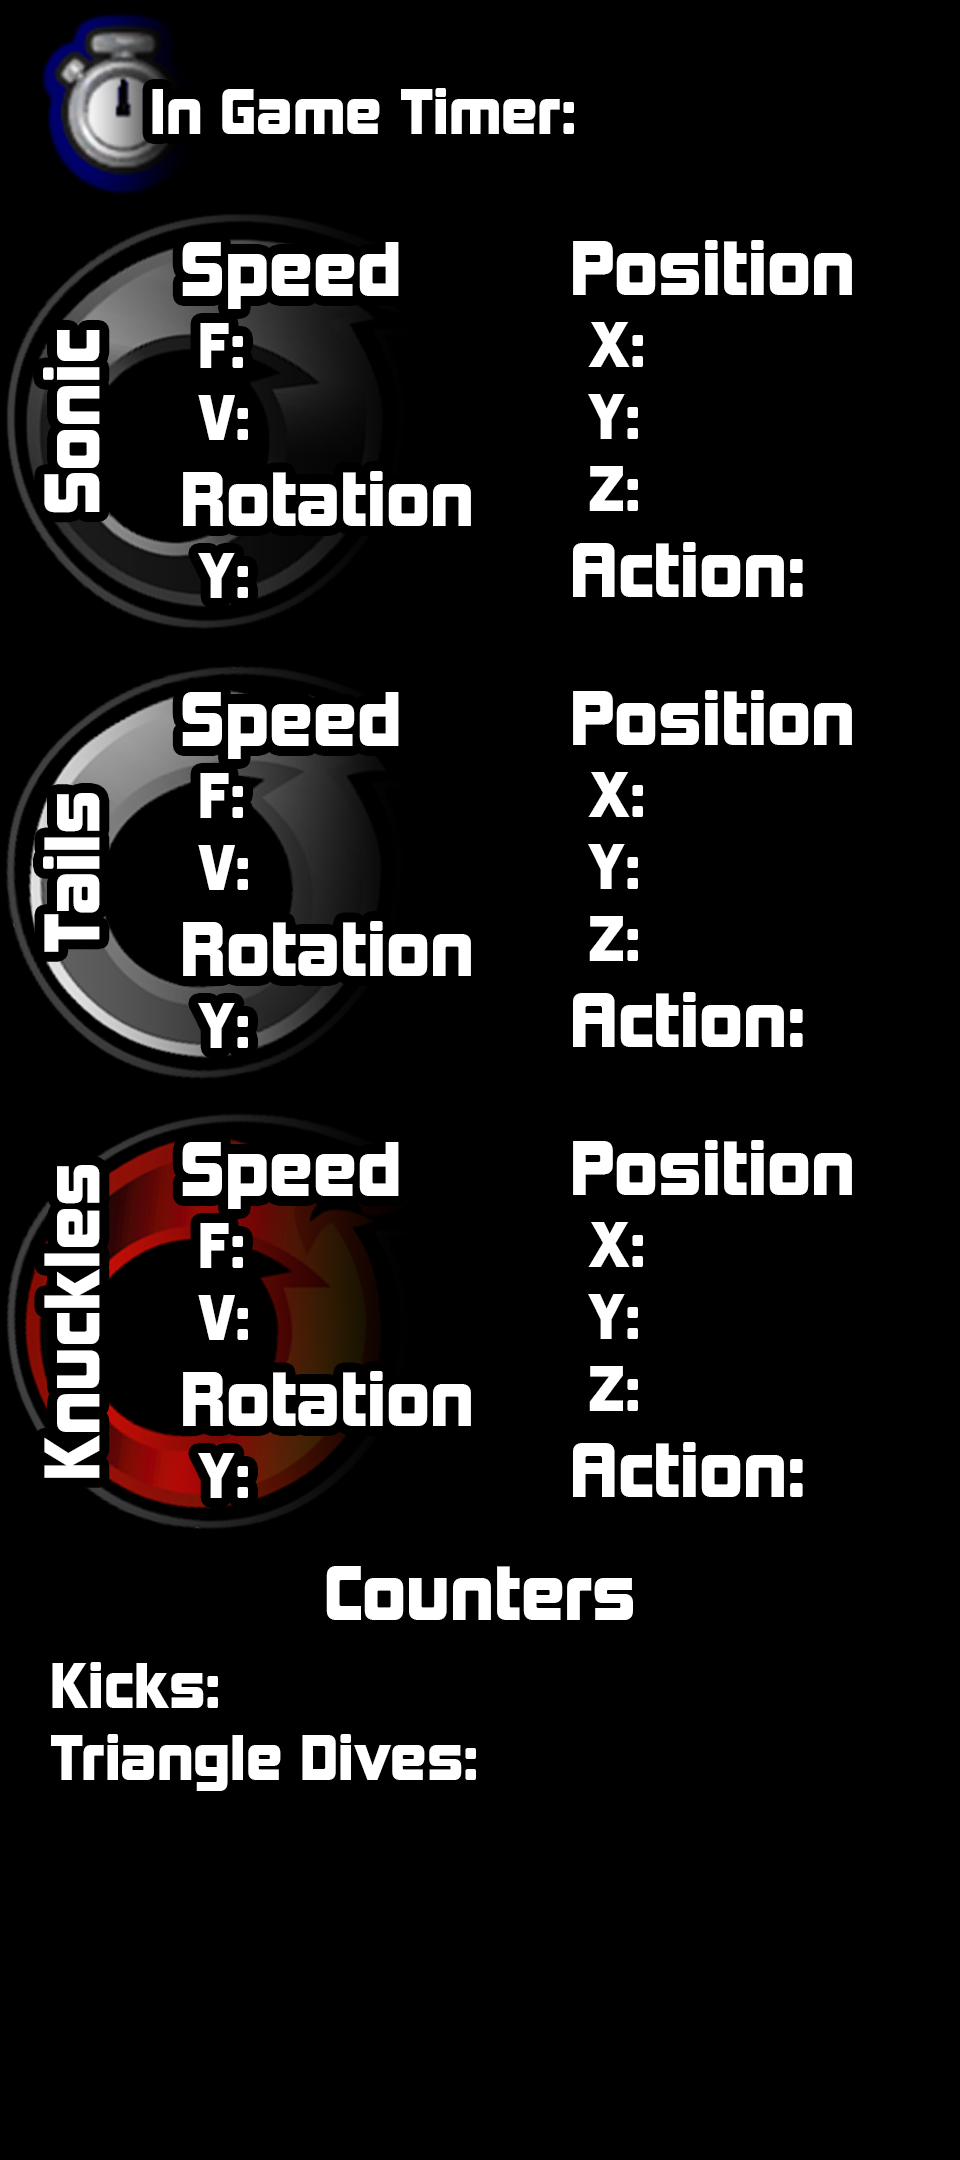 In Game Timer:
Sonic
Speed
F:
V:
Rotation
Y:
Position
X:
Y:
Z:
Action:
Tails
Speed
F:
V:
Rotation
Y:
Position
X:
Y:
Z:
Action:
Knuckles
Speed
F:
V:
Rotation
Y:
Position
X:
Y:
Z:
Action:
Counters
Kicks:
Triangle Dives: